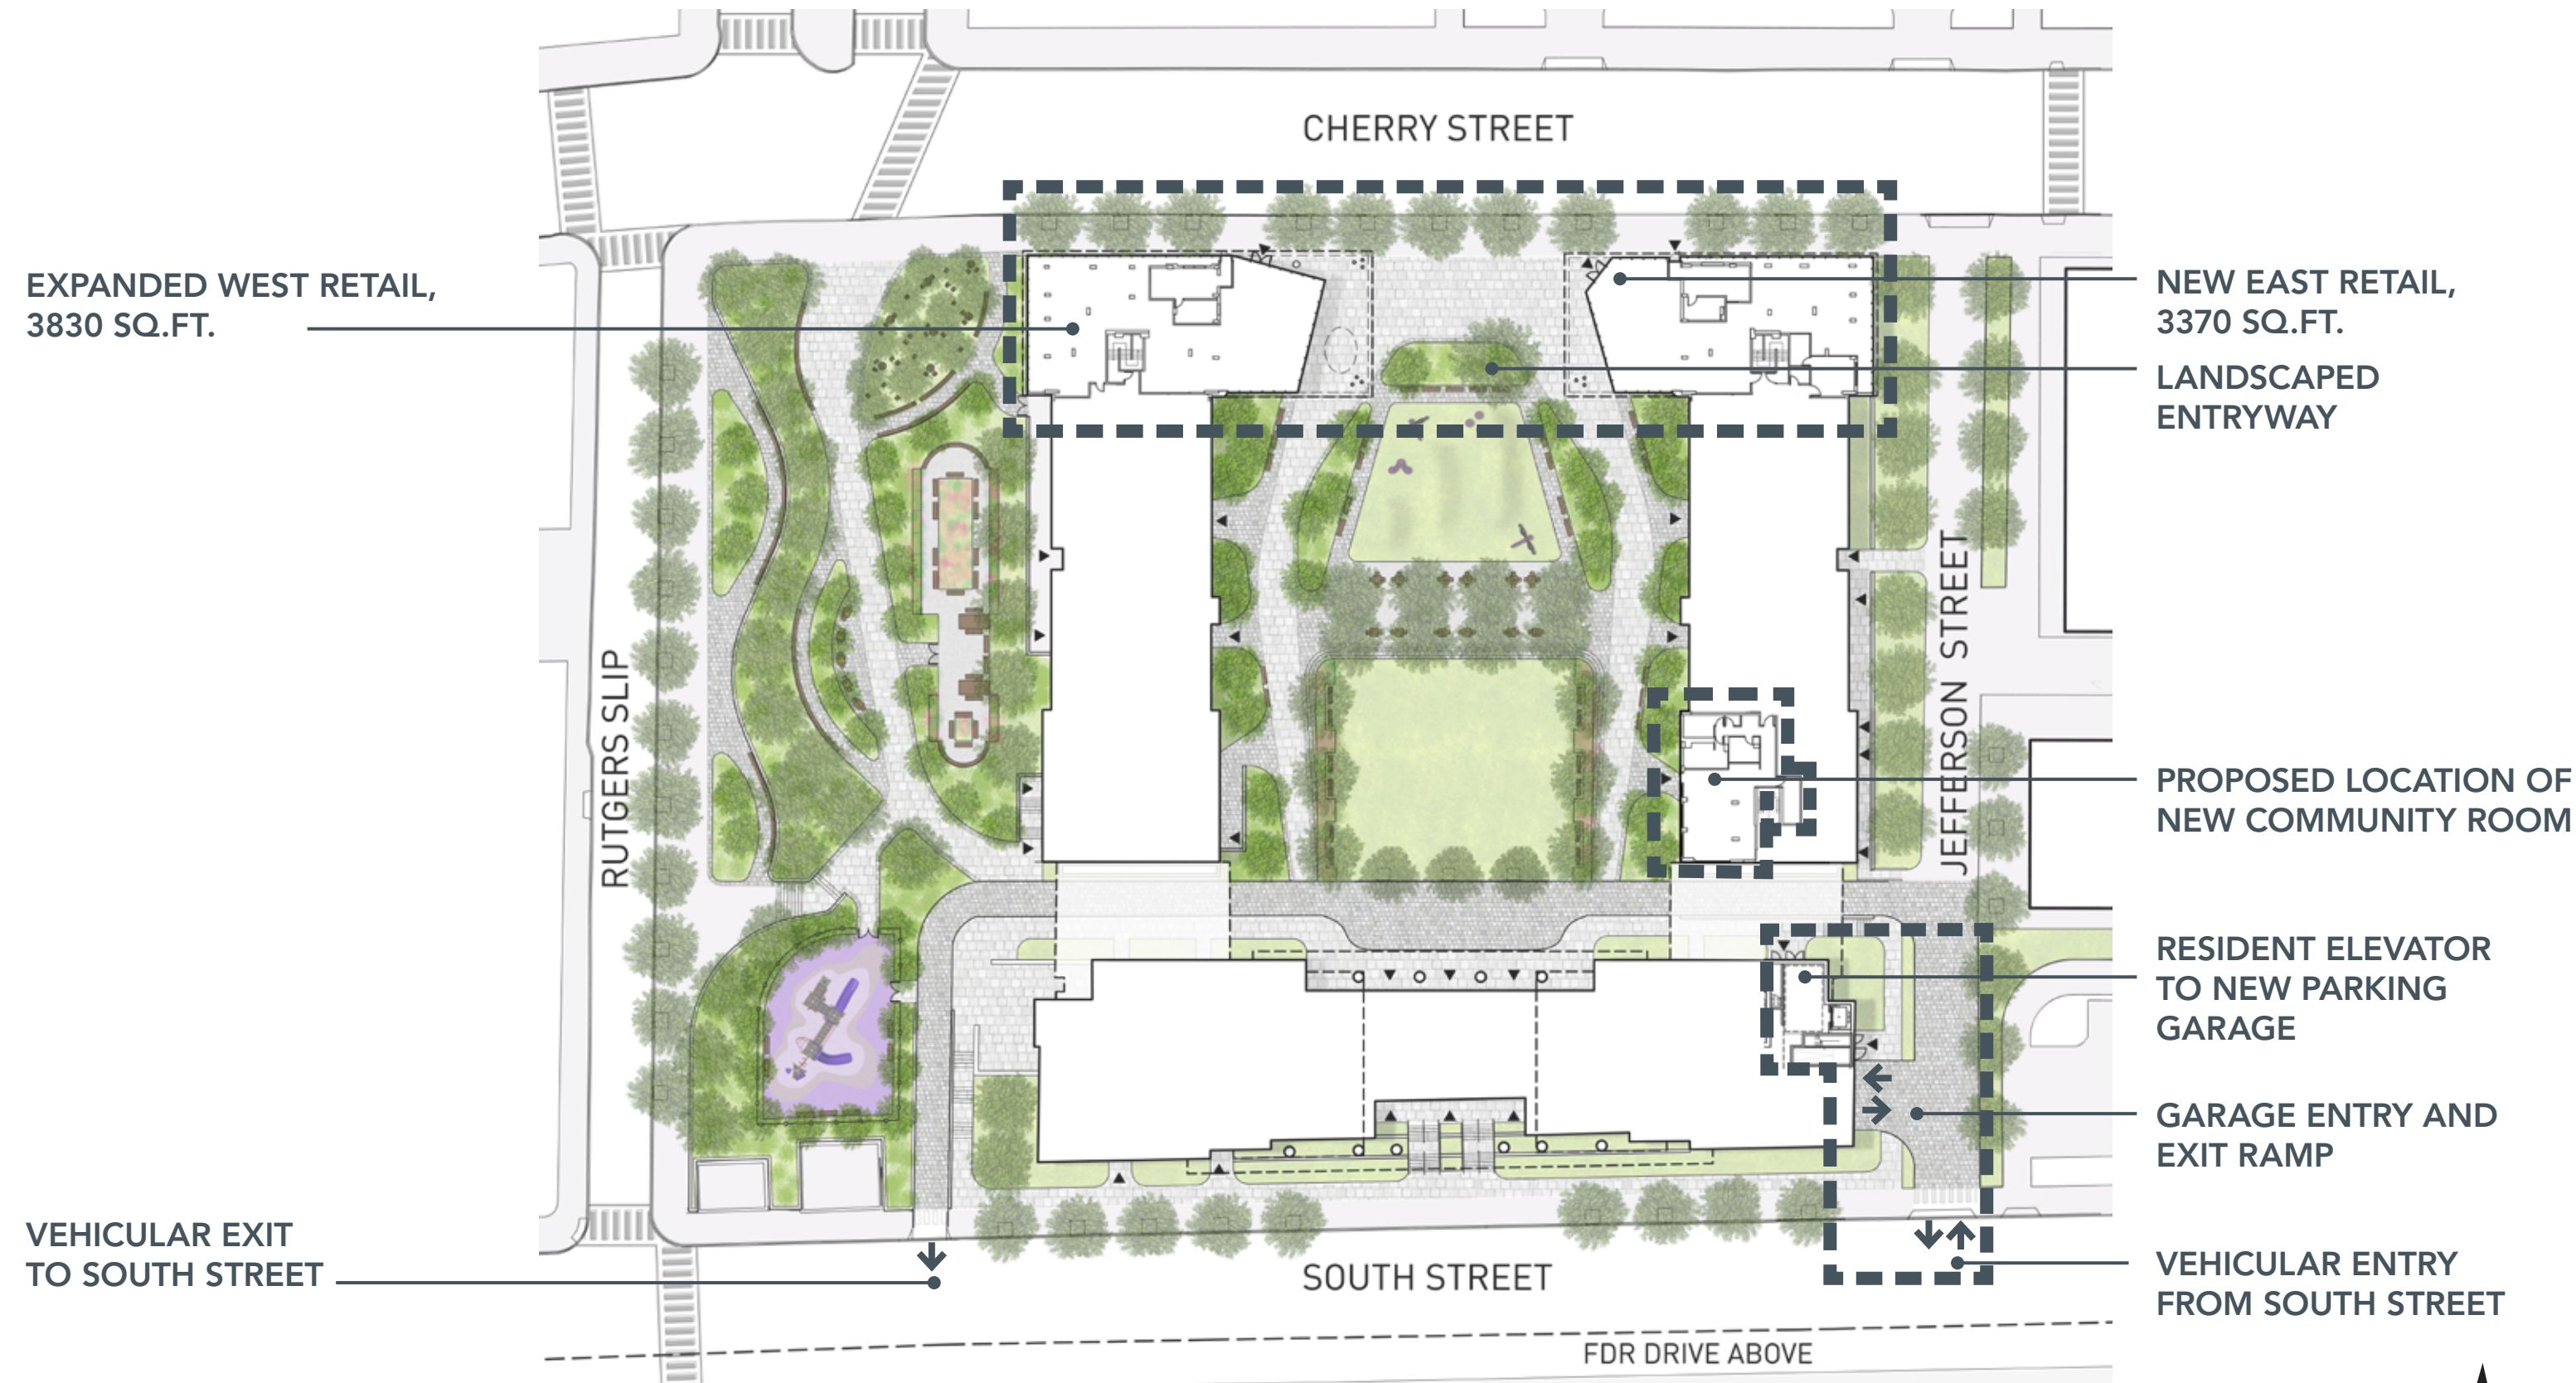 CHERRY STREET
EXPANDED WEST RETAIL,
3830 SQ.FT.
NEW EAST RETAIL,
3370 SQ.FT.
LANDSCAPED
ENTRYWAY
RUTGERS SLIP
JEFFERSON STREET
PROPOSED LOCATION OF
NEW COMMUNITY ROOM
RESIDENT ELEVATOR
TO NEW PARKING
GARAGE
GARAGE ENTRY AND
EXIT RAMP
VEHICULAR EXIT
TO SOUTH STREET
SOUTH STREET
VEHICULAR ENTRY
FROM SOUTH STREET
FDR DRIVE ABOVE